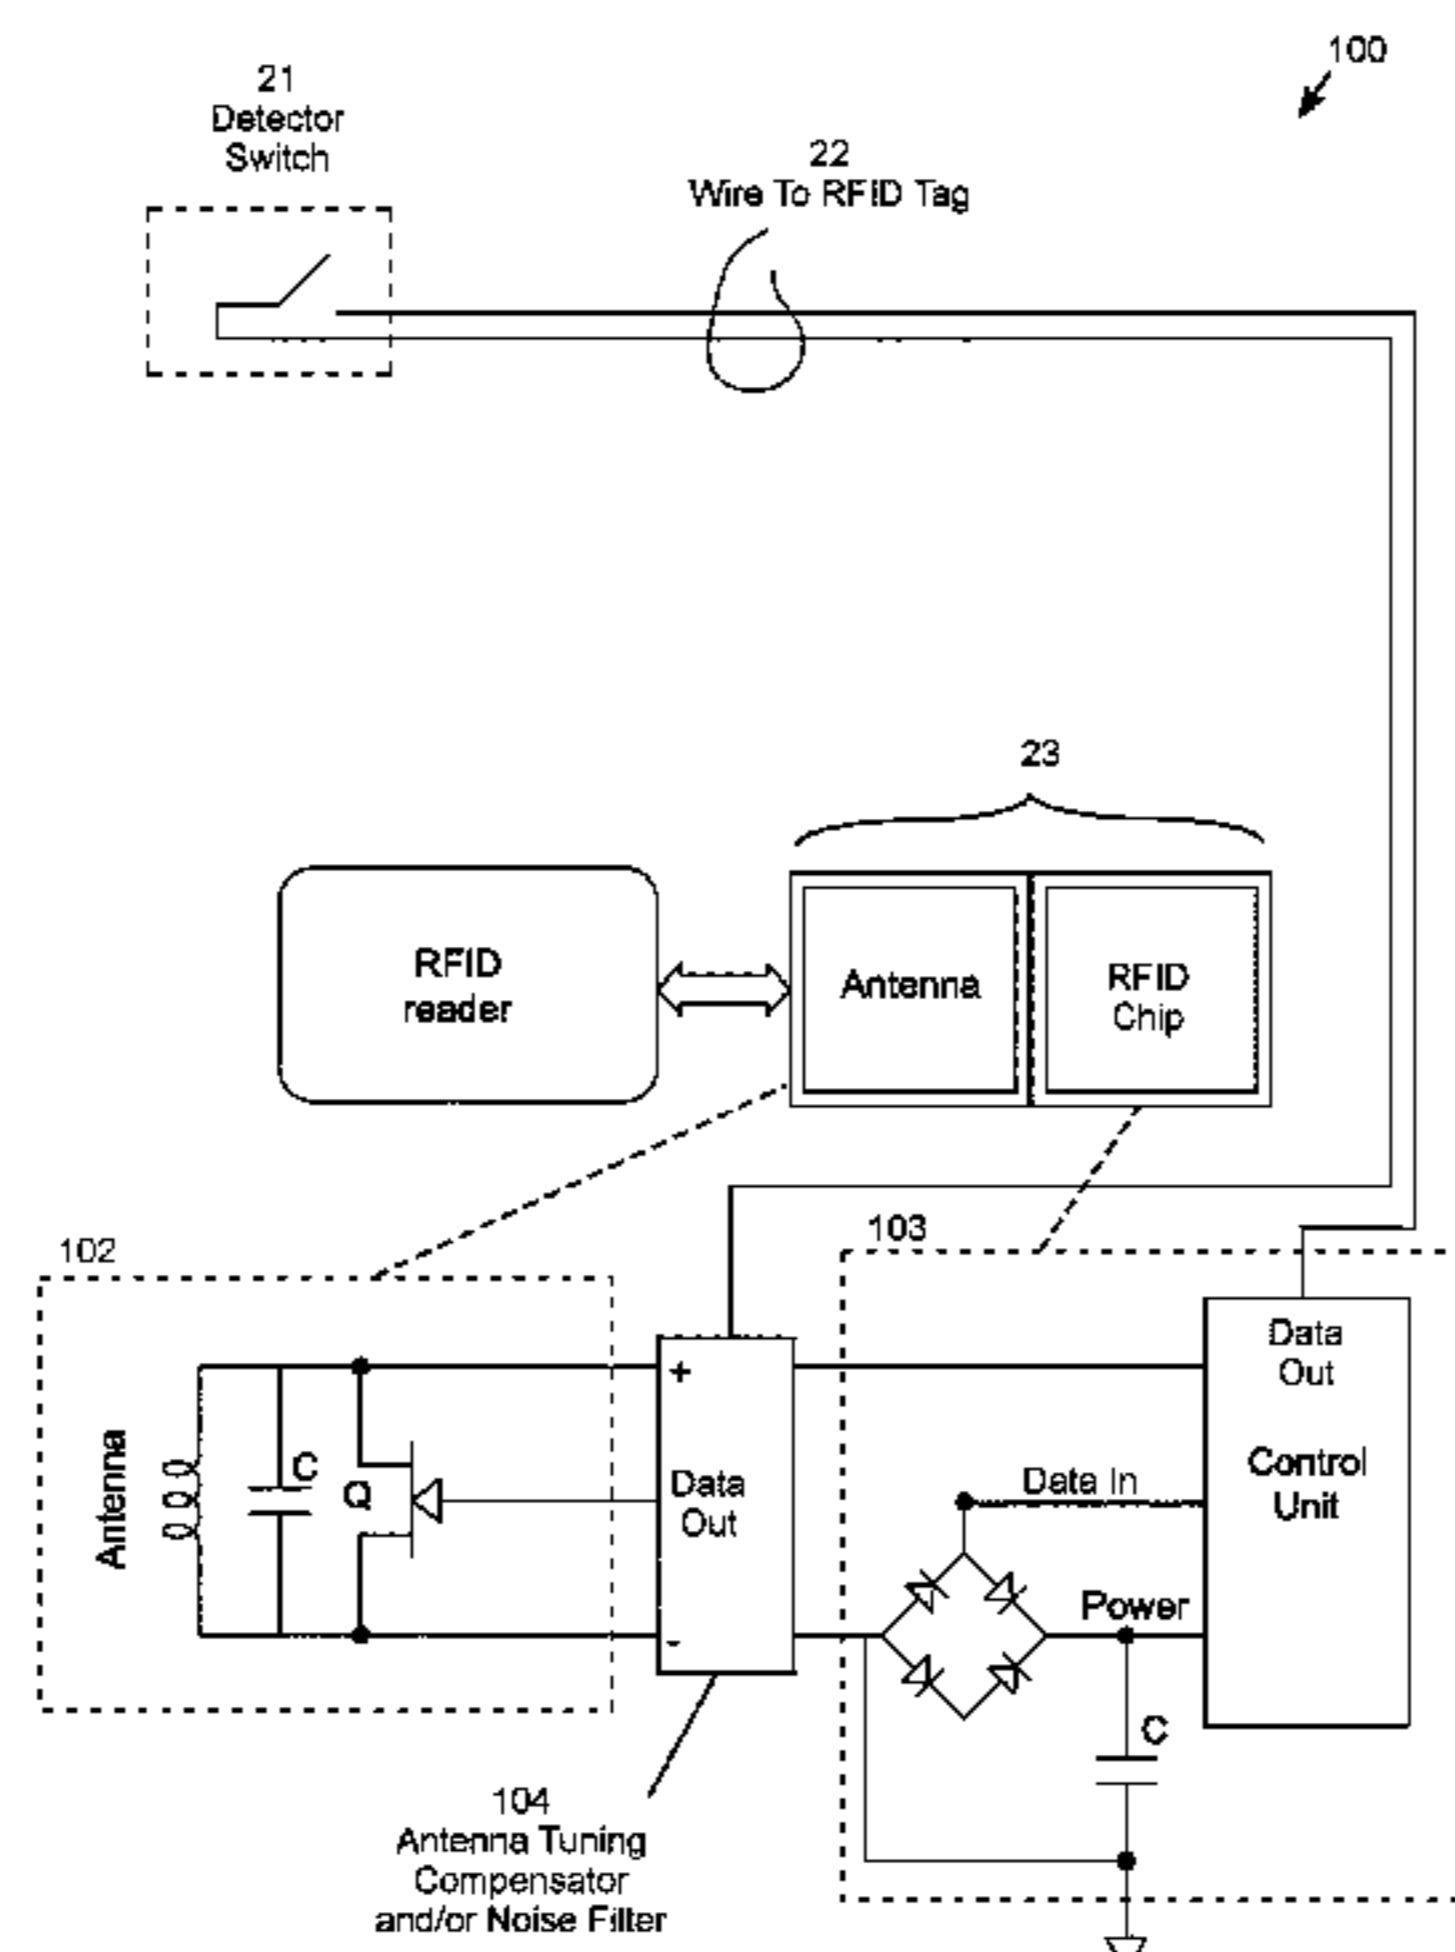 100
21
Detector
Switch
22
Wire To RFID Tag
23
RFID
reader
Antenna
RFID
Chip
102
103
Antenna
C
Q
+
Data
Out
-
Data
Out
Control
Unit
Data In
Power
C
104
Antenna Tuning
Compensator
and/or Noise Filter